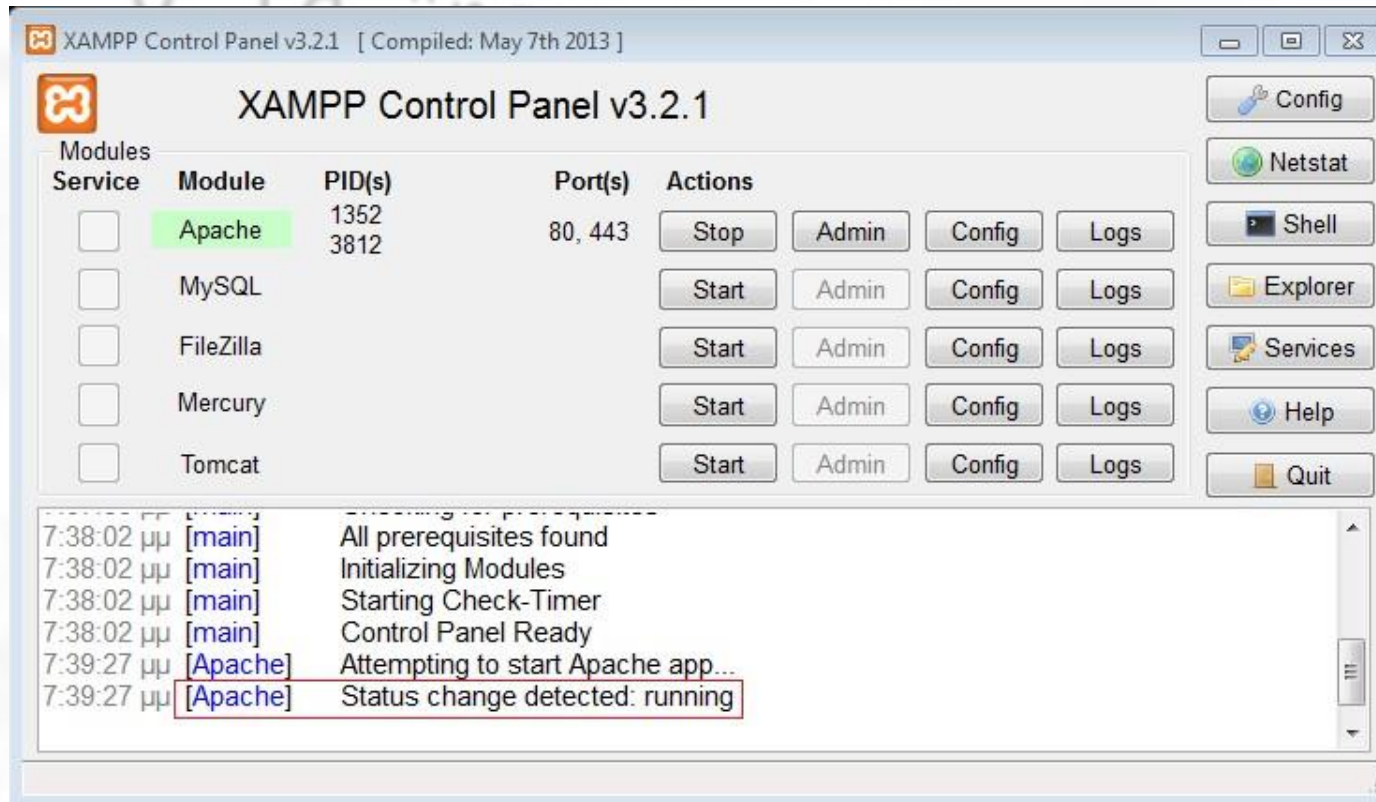 XAMPP Control Panel v3.2.1 [ Compiled: May 7th 2013 ]
XAMPP Control Panel v3.2.1
Config
Netstat
Shell
Explorer
Services
Help
Quit
Modules
Service Module PID(s) Port(s) Actions
Apache 1352 3812 80, 443 Stop Admin Config Logs
MySQL Start Admin Config Logs
FileZilla Start Admin Config Logs
Mercury Start Admin Config Logs
Tomcat Start Admin Config Logs
7:38:02 μμ [main] All prerequisites found
7:38:02 μμ [main] Initializing Modules
7:38:02 μμ [main] Starting Check-Timer
7:38:02 μμ [main] Control Panel Ready
7:39:27 μμ [Apache] Attempting to start Apache app...
7:39:27 μμ [Apache] Status change detected: running